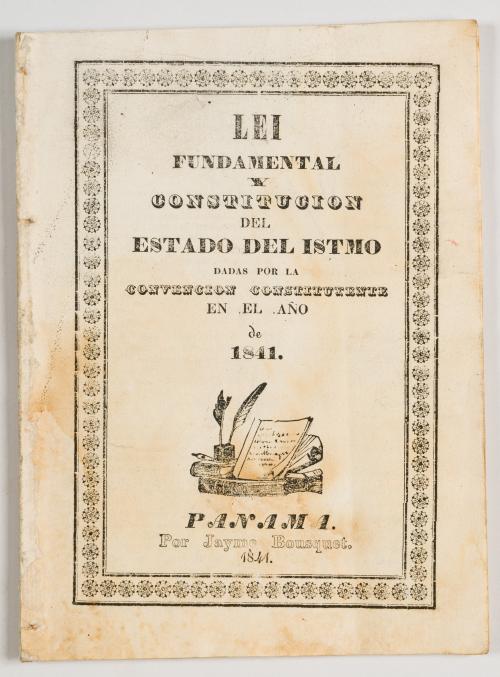 LEI
FUNDAMENTAL
Y
CONSTITUCION
DEL
ESTADO DEL ISTMO
DADAS POR LA
CONVENCION CONSTITUYENTE
EN EL AÑO
de
1841.
PANAMA.
Por Jayme Bousquet.
1841.